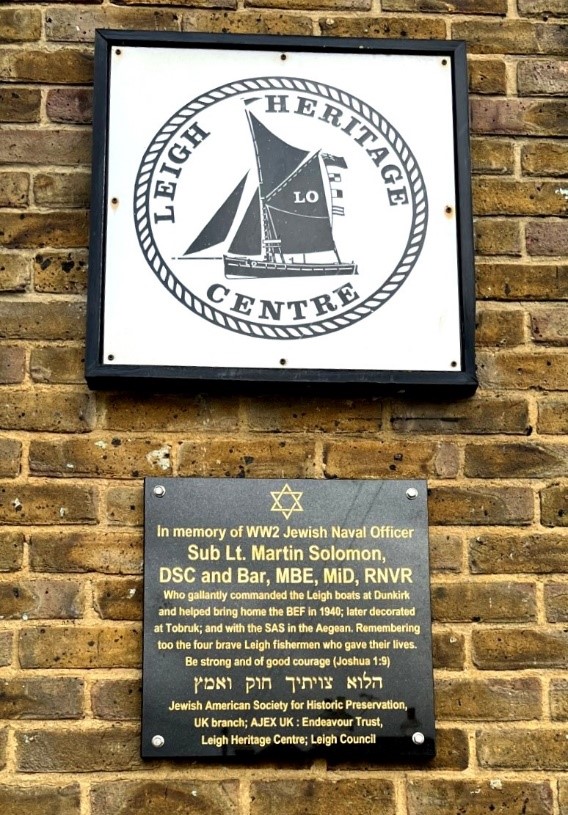 LEIGH HERITAGE
LO
CENTRE
In memory of WW2 Jewish Naval Officer
Sub Lt. Martin Solomon,
DSC and Bar, MBE, MiD, RNVR
Who gallantly commanded the Leigh boats at Dunkirk
and helped bring home the BEF in 1940; later decorated
at Tobruk; and with the SAS in the Aegean. Remembering
too the four brave Leigh fishermen who gave their lives.
Be strong and of good courage (Joshua 1:9)
הלוא צויתיך חזק ואמץ
Jewish American Society for Historic Preservation,
UK branch; AJEX UK : Endeavour Trust,
Leigh Heritage Centre; Leigh Council